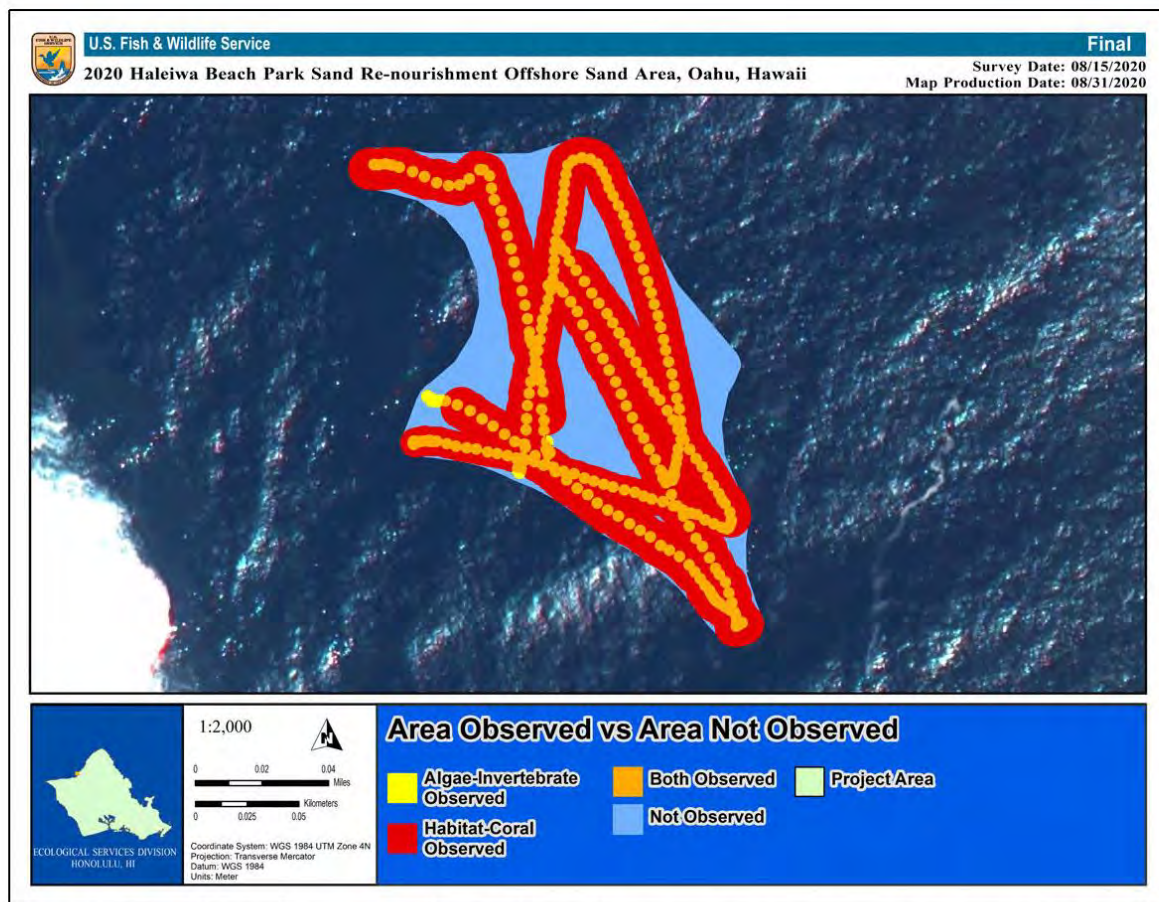 U.S. FISH & WILDLIFE SERVICE
U.S. Fish & Wildlife Service
Final
2020 Haleiwa Beach Park Sand Re-nourishment Offshore Sand Area, Oahu, Hawaii
Survey Date: 08/15/2020
Map Production Date: 08/31/2020
ECOLOGICAL SERVICES DIVISION
HONOLULU, HI
1:2,000
N
0 0.02 0.04
Miles
Kilometers
0 0.025 0.05
Coordinate System: WGS 1984 UTM Zone 4N
Projection: Transverse Mercator
Datum: WGS 1984
Units: Meter
Area Observed vs Area Not Observed
Algae-Invertebrate
Observed
Habitat-Coral
Observed
Both Observed
Not Observed
Project Area